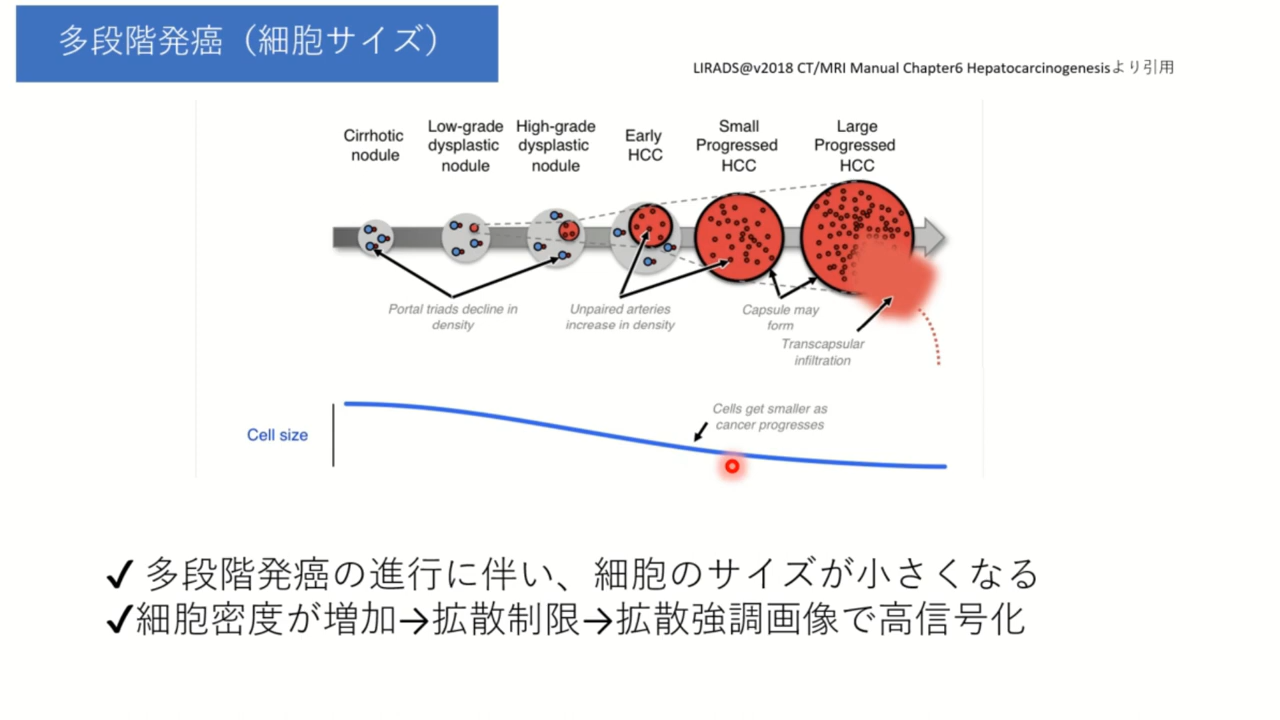 多段階発癌（細胞サイズ）
LIRADS@v2018 CT/MRI Manual Chapter6 Hepatocarcinogenesisより引用
Cirrhotic
nodule
Low-grade
dysplastic
nodule
High-grade
dysplastic
nodule
Early
HCC
Small
Progressed
HCC
Large
Progressed
HCC
Portal triads decline in
density
Unpaired arteries
increase in density
Capsule may
form
Transcapsular
infiltration
Cell size
Cells get smaller as
cancer progresses
✓ 多段階発癌の進行に伴い、細胞のサイズが小さくなる
✓細胞密度が増加→拡散制限→拡散強調画像で高信号化